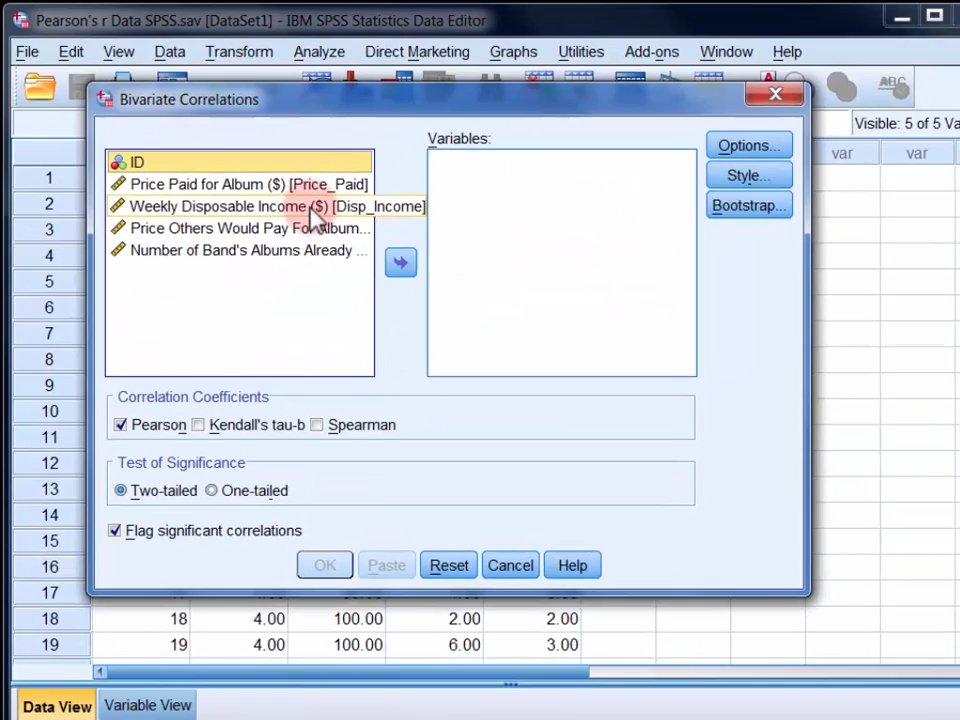 Pearson's r Data SPSS.sav [DataSet1] - IBM SPSS Statistics Data Editor
File Edit View Data Transform Analyze Direct Marketing Graphs Utilities Add-ons Window Help
Bivariate Correlations
Visible: 5 of 5 Va
var var
Variables:
ID
Price Paid for Album ($) [Price_Paid]
Weekly Disposable Income ($) [Disp_Income]
Price Others Would Pay For Album...
Number of Band's Albums Already ...
Options...
Style...
Bootstrap...
Correlation Coefficients
Pearson Kendall's tau-b Spearman
Test of Significance
Two-tailed One-tailed
Flag significant correlations
OK Paste Reset Cancel Help
1
2
3
4
5
6
7
8
9
10
11
12
13
14
15
16
17
18 18 4.00 100.00 2.00 2.00
19 19 4.00 100.00 6.00 3.00
Data View Variable View